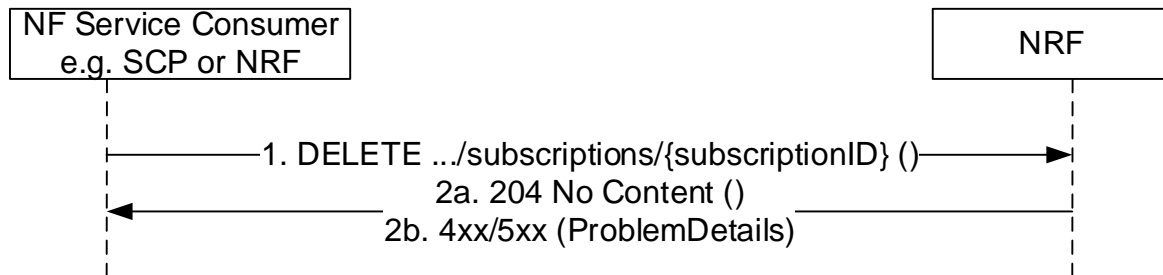 NF Service Consumer
e.g. SCP or NRF
NRF
1. DELETE .../subscriptions/{subscriptionID} ()
2a. 204 No Content ()
2b. 4xx/5xx (ProblemDetails)